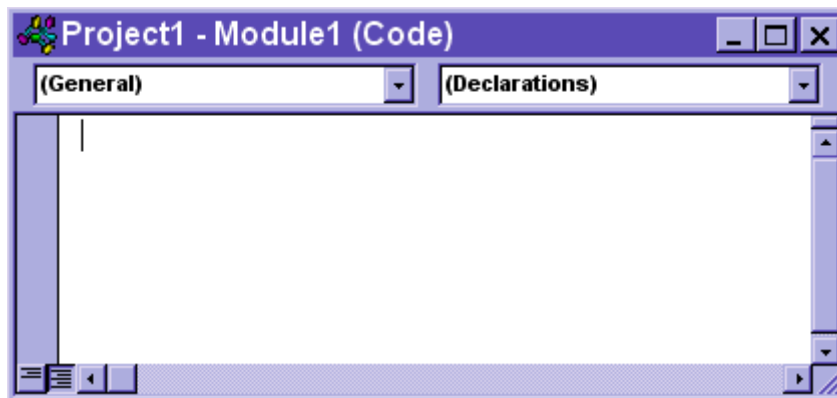 Project1 - Module1 (Code)
(General) (Declarations)